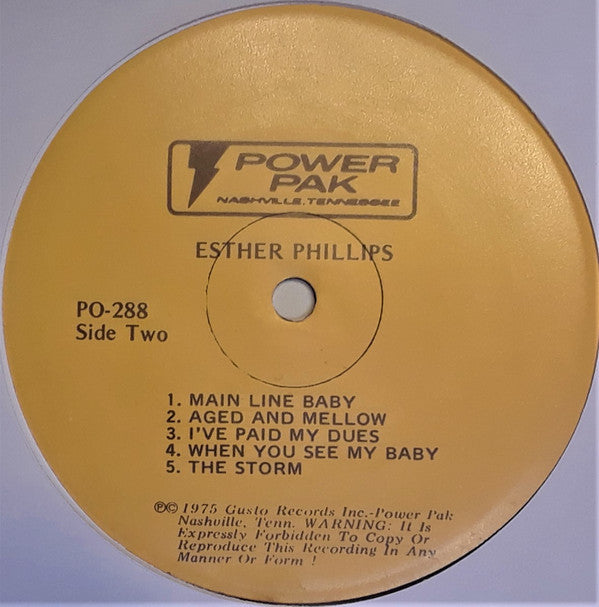 POWER
PAK
NASHVILLE, TENNESSEE
ESTHER PHILLIPS
PO-288
Side Two
1. MAIN LINE BABY
2. AGED AND MELLOW
3. I'VE PAID MY DUES
4. WHEN YOU SEE MY BABY
5. THE STORM
℗© 1975 Gusto Records Inc.-Power Pak
Nashville, Tenn. WARNING: It Is
Expressly Forbidden To Copy Or
Reproduce This Recording In Any
Manner Or Form !